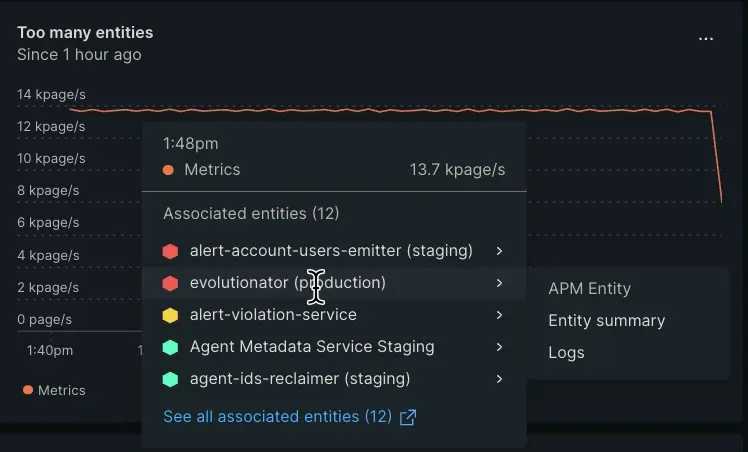 Too many entities
...
Since 1 hour ago
14 kpage/s
12 kpage/s
10 kpage/s
8 kpage/s
6 kpage/s
4 kpage/s
2 kpage/s
0 page/s
1:40pm
1
Metrics
1:48pm
Metrics 13.7 kpage/s
Associated entities (12)
alert-account-users-emitter (staging)
evolutionator (production)
alert-violation-service
Agent Metadata Service Staging
agent-ids-reclaimer (staging)
See all associated entities (12)
APM Entity
Entity summary
Logs